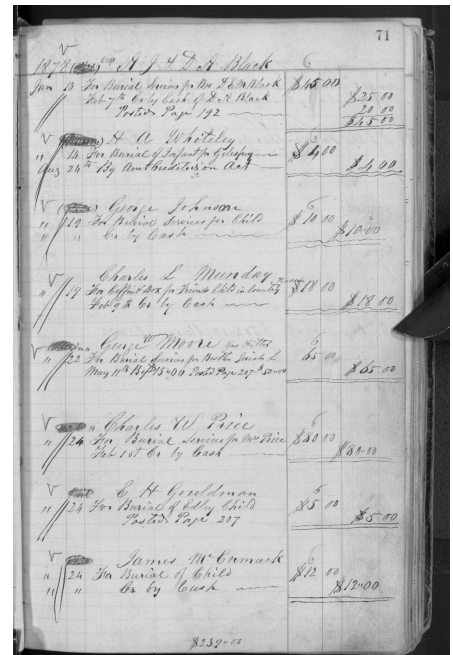 71
1878 A J & D A Black
Jan 13 For Burial Services for Bro D E M Black $45 00
Feb 7th Cr by Cash of D A Black $25 00
20 00
Posted Page 192 $45 00
H A Whiteley
" 14 For Burial of Infant for Gilespy $4 00
Aug 24th By Amt Credited on Act $4 00
George Johnson
" 19 For Burial Services for Child $10 00
" " Cr by Cash $10-00
Charles L Munday
" 19 For Coffin & Box for Friends Child in Country $18 00
Feb 9th Cr by Cash $18 00
George W Moore
" 22 For Burial Services for Brother Josiah L 65 00
May 11th By $15-00 Posted Page 207 $50-00 $65 00
Charles W Price
" 24 For Burial Services for Mrs Price $80 00
Feb 1st Cr by Cash $80-00
E H Gouldman
" 24 For Burial of Edley Child $5 00
Posted Page 207 $5 00
James McCormack
" 24 For Burial of Child $12 00
" " Cr by Cash $12-00
$239-00